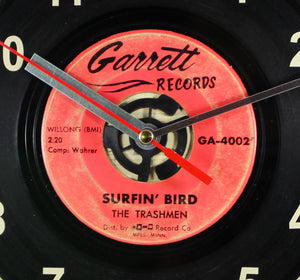 Garrett
RECORDS
WILLONG (BMI)
2:20
Comp: Wahrer
GA-4002
SURFIN' BIRD
THE TRASHMEN
Dist. by Record Co.
MPLS. MINN.